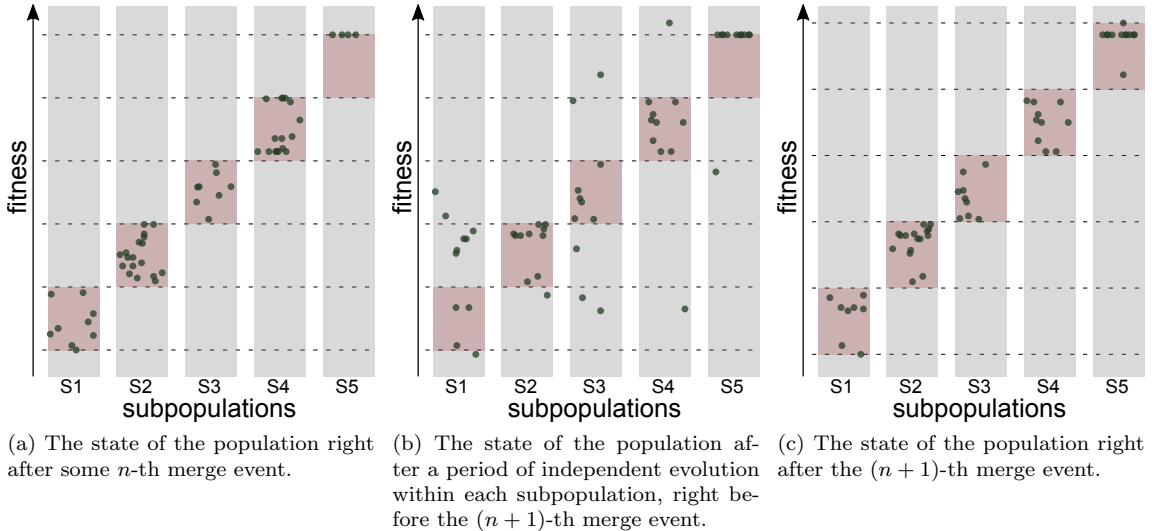 fitness
S1 S2 S3 S4 S5
subpopulations
(a) The state of the population right
after some n-th merge event.
fitness
S1 S2 S3 S4 S5
subpopulations
(b) The state of the population af-
ter a period of independent evolution
within each subpopulation, right be-
fore the (n + 1)-th merge event.
fitness
S1 S2 S3 S4 S5
subpopulations
(c) The state of the population right
after the (n + 1)-th merge event.